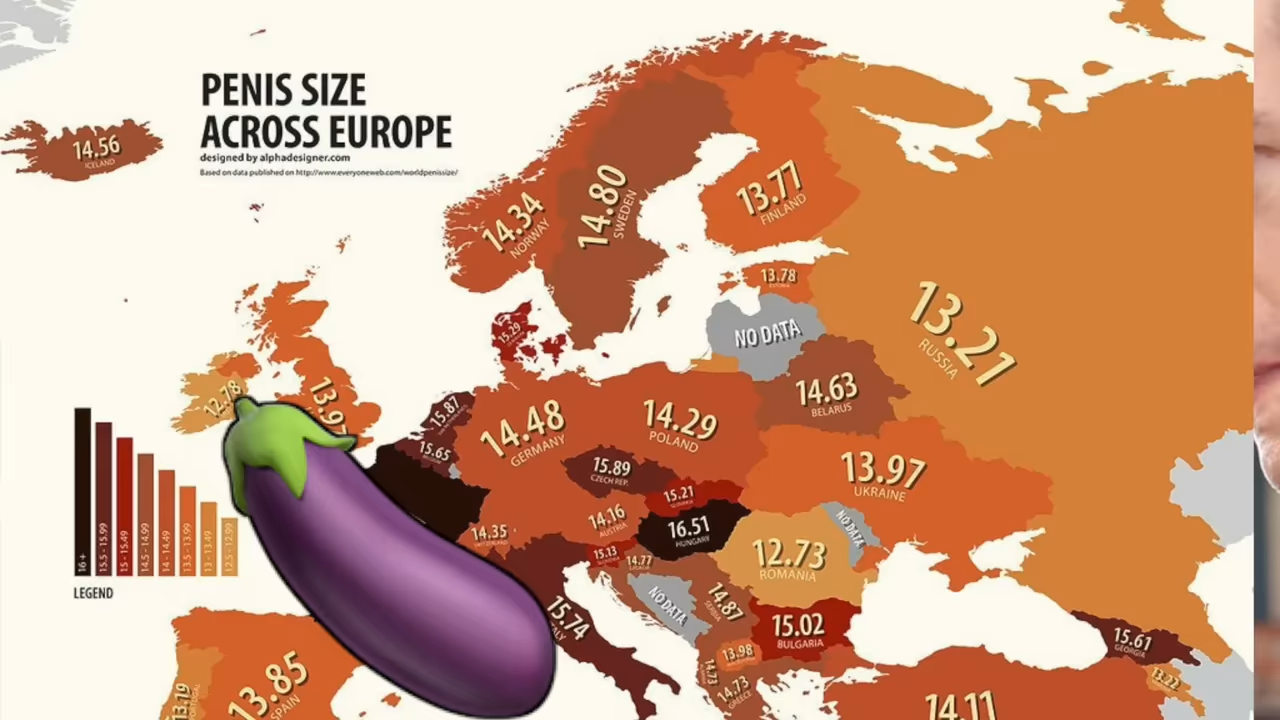 PENIS SIZE
ACROSS EUROPE
designed by alphadesigner.com
Based on data published on http://www.everyoneweb.com/worldpenissize/
14.56
ICELAND
14.34
NORWAY
14.80
SWEDEN
13.77
FINLAND
13.78
ESTONIA
NO DATA
13.21
RUSSIA
15.29
12.78
13.97
15.87
15.65
14.48
GERMANY
14.29
POLAND
14.63
BELARUS
15.89
CZECH REP.
15.21
13.97
UKRAINE
14.35
14.16
AUSTRIA
16.51
HUNGARY
NO DATA
12.73
ROMANIA
15.13
14.77
NO DATA
14.87
SERBIA
15.02
BULGARIA
15.74
ITALY
13.98
14.73
14.73
GREECE
15.61
GEORGIA
13.22
13.19
PORTUGAL
13.85
SPAIN
14.11
16 +
15.5 - 15.99
15 - 15.49
14.5 - 14.99
14 - 14.49
13.5 - 13.99
13 - 13.49
12.5 - 12.99
LEGEND